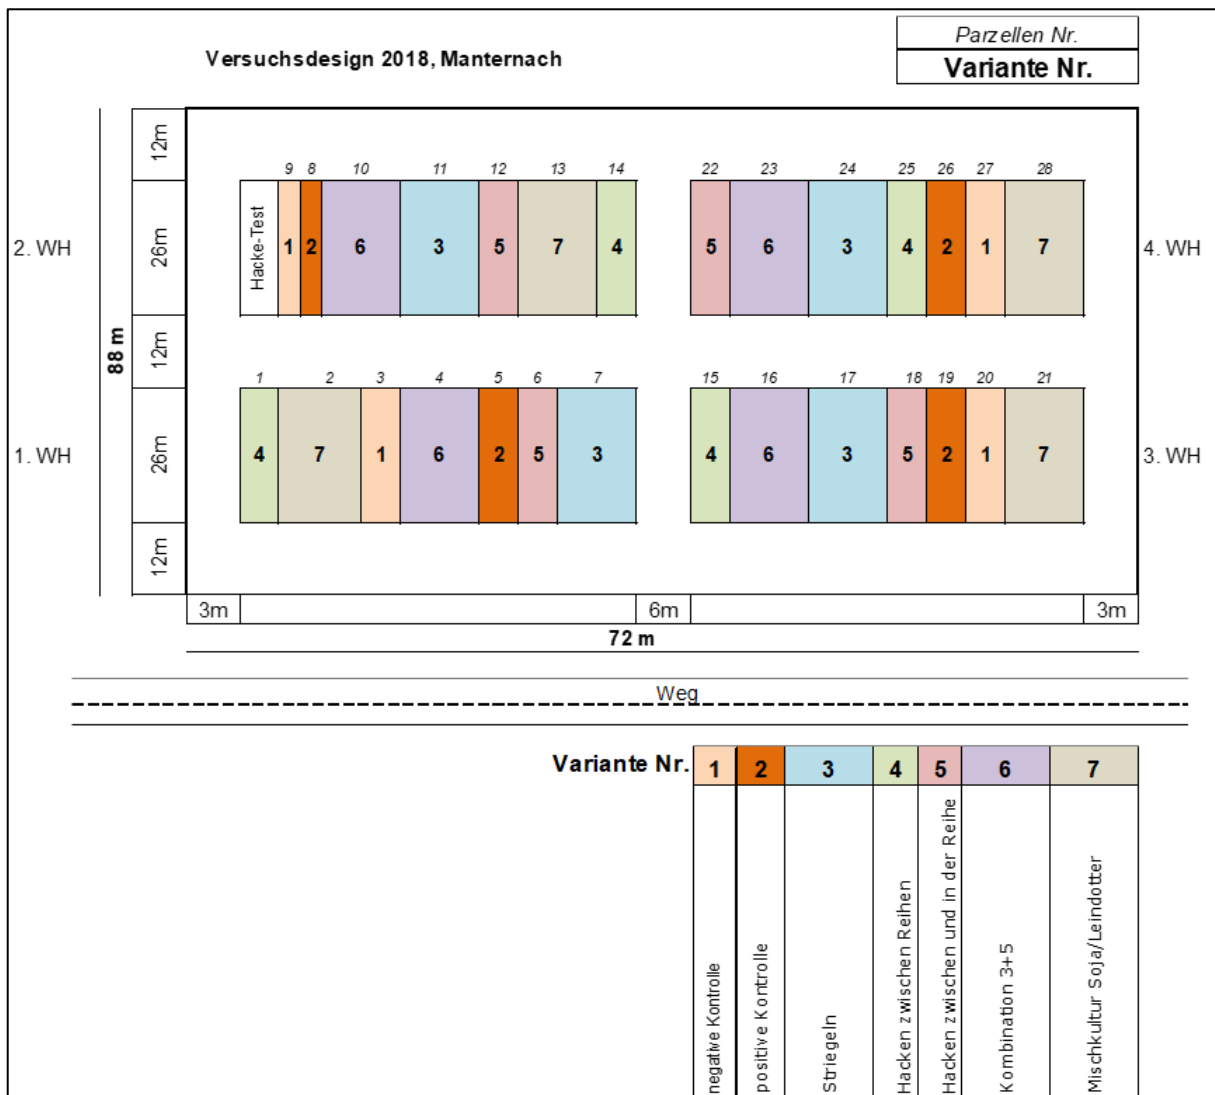 Parzellen Nr.
Versuchsdesign 2018, Manternach
Variante Nr.
12m
9 8 10 11 12 13 14 22 23 24 25 26 27 28
2. WH 26m Hacke-Test 1 2 6 3 5 7 4 5 6 3 4 2 1 7 4. WH
88 m 12m
1 2 3 4 5 6 7 15 16 17 18 19 20 21
1. WH 26m 4 7 1 6 2 5 3 4 6 3 5 2 1 7 3. WH
12m
3m 6m 3m
72 m
Weg
Variante Nr. 1 2 3 4 5 6 7
negative Kontrolle
positive Kontrolle
Striegeln
Hacken zwischen Reihen
Hacken zwischen und in der Reihe
Kombination 3+5
Mischkultur Soja/Leindotter